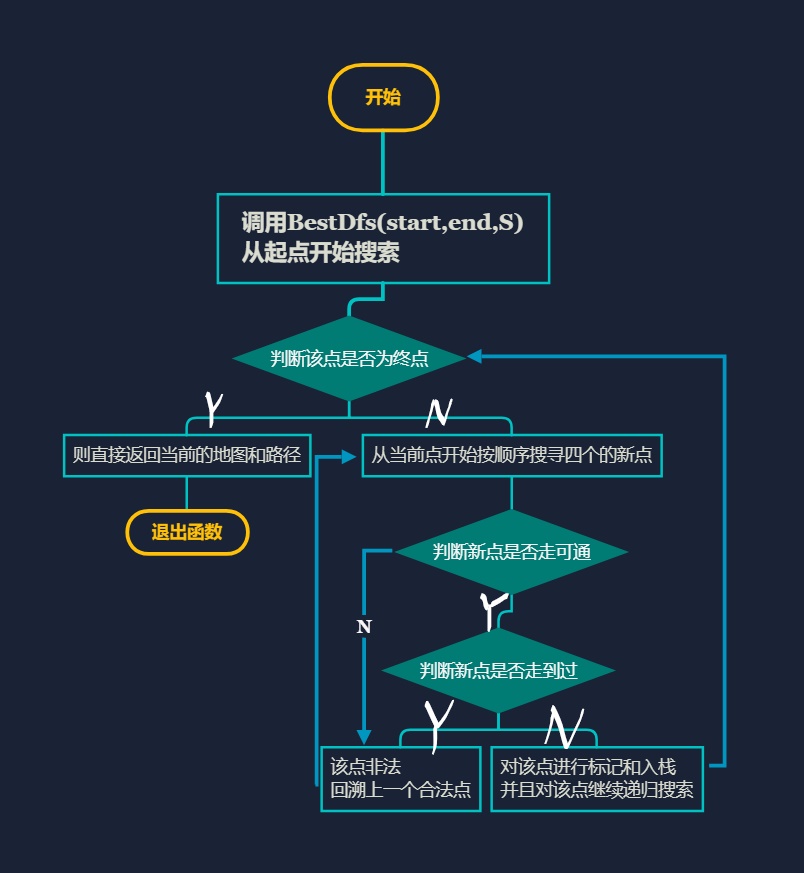 开始
调用BestDfs(start,end,S)
从起点开始搜索
判断该点是否为终点
Y
N
则直接返回当前的地图和路径
从当前点开始按顺序搜寻四个的新点
退出函数
判断新点是否走可通
Y
N
判断新点是否走到过
Y
N
该点非法
回溯上一个合法点
对该点进行标记和入栈
并且对该点继续递归搜索